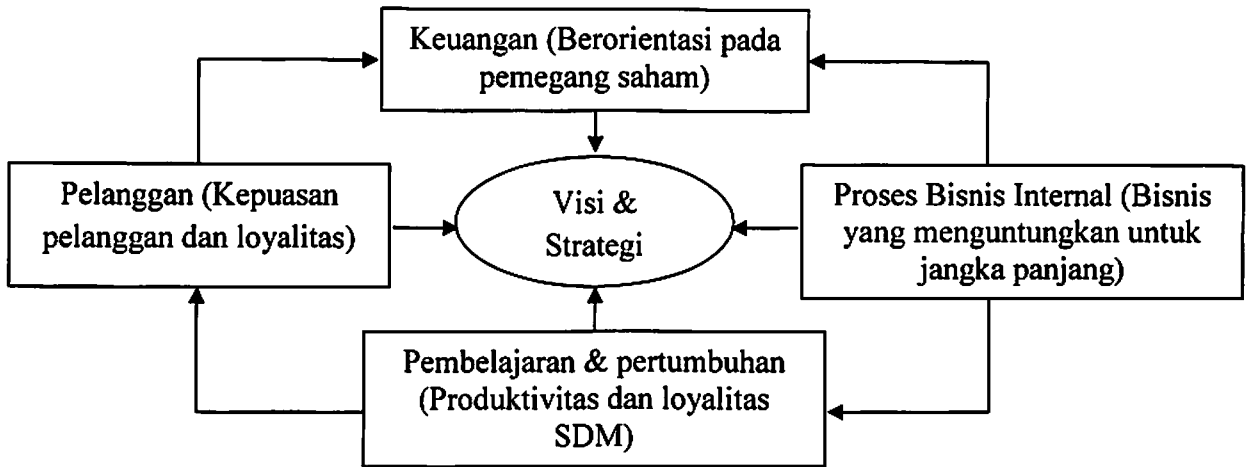 Keuangan (Berorientasi pada
pemegang saham)
Pelanggan (Kepuasan
pelanggan dan loyalitas)
Visi &
Strategi
Proses Bisnis Internal (Bisnis
yang menguntungkan untuk
jangka panjang)
Pembelajaran & pertumbuhan
(Produktivitas dan loyalitas
SDM)